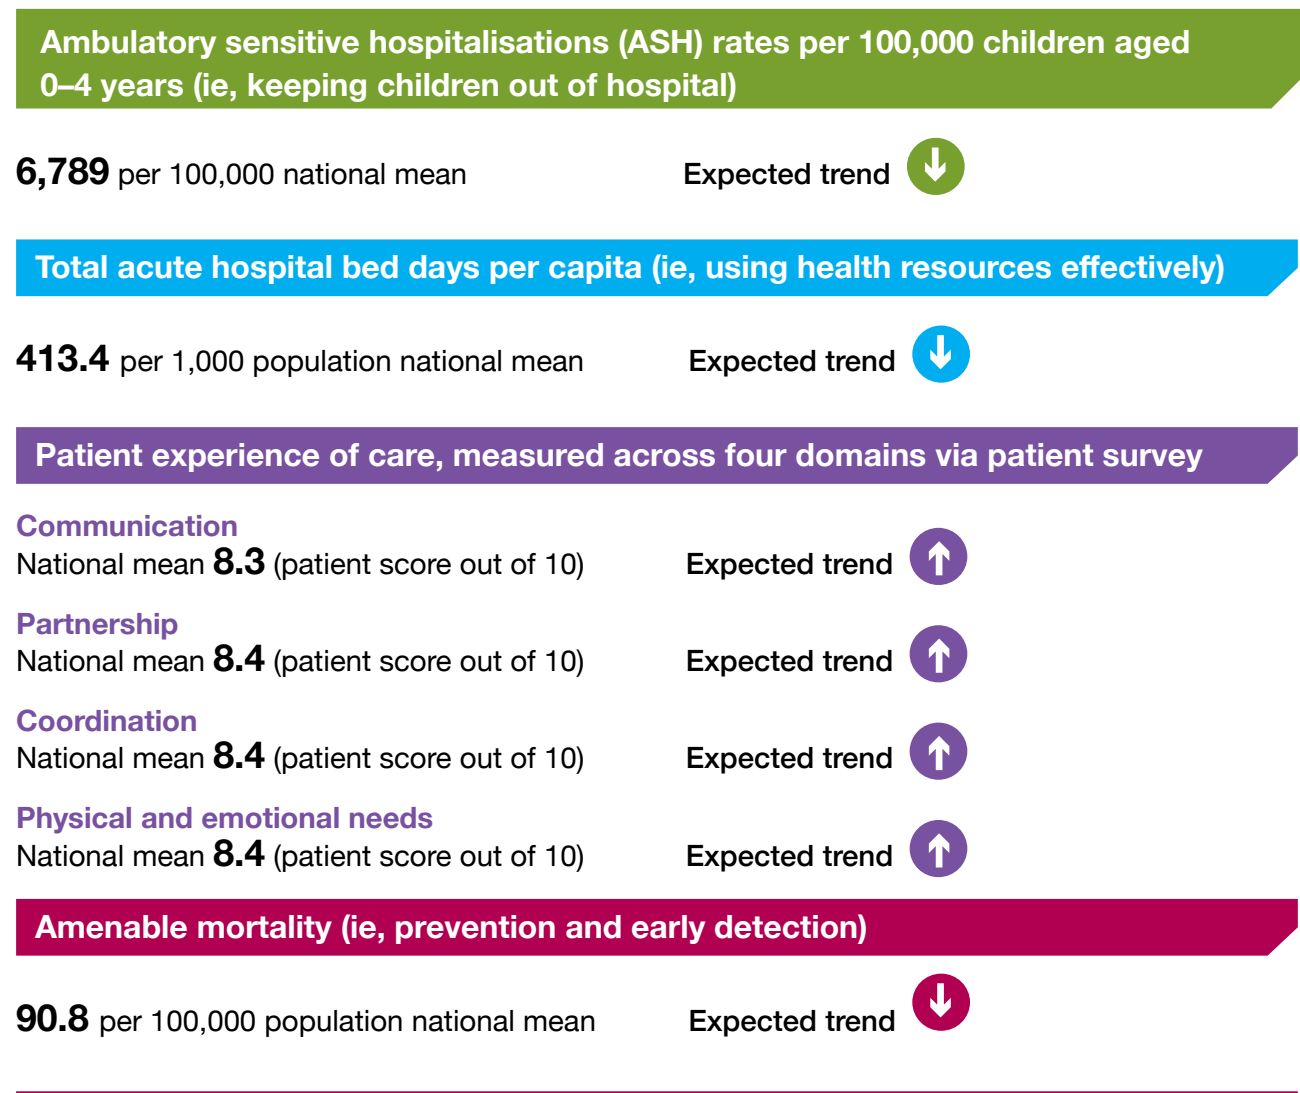 Ambulatory sensitive hospitalisations (ASH) rates per 100,000 children aged
0–4 years (ie, keeping children out of hospital)
6,789 per 100,000 national mean Expected trend
Total acute hospital bed days per capita (ie, using health resources effectively)
413.4 per 1,000 population national mean Expected trend
Patient experience of care, measured across four domains via patient survey
Communication
National mean 8.3 (patient score out of 10) Expected trend
Partnership
National mean 8.4 (patient score out of 10) Expected trend
Coordination
National mean 8.4 (patient score out of 10) Expected trend
Physical and emotional needs
National mean 8.4 (patient score out of 10) Expected trend
Amenable mortality (ie, prevention and early detection)
90.8 per 100,000 population national mean Expected trend